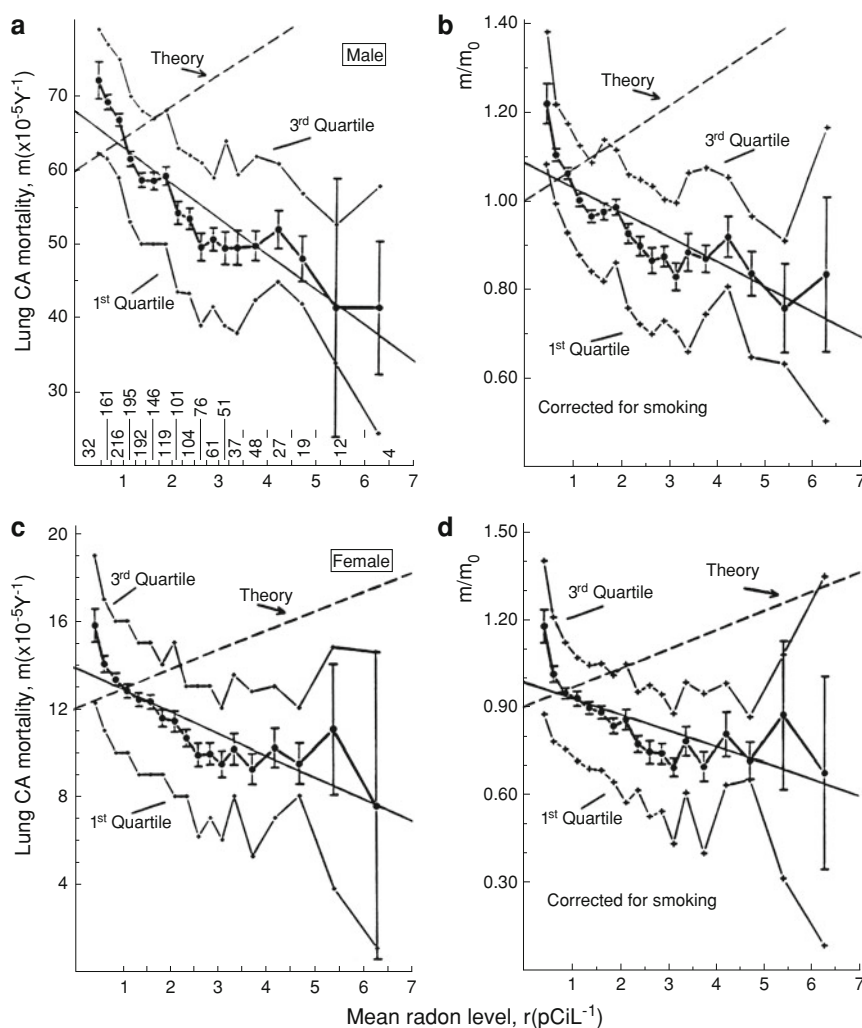 a
Lung CA mortality, m(x10⁻⁵Y⁻¹)
70
60
50
40
30
Theory
Male
3rd Quartile
1st Quartile
32 161 216 195 192 146 119 101 104 76 61 51 37 48 27 19 12 4
1 2 3 4 5 6 7
b
m/m₀
1.40
1.20
1.00
0.80
0.60
Theory
3rd Quartile
1st Quartile
Corrected for smoking
1 2 3 4 5 6 7
c
Lung CA mortality, m(x10⁻⁵Y⁻¹)
20
16
12
8
4
Female
3rd Quartile
Theory
1st Quartile
1 2 3 4 5 6 7
d
m/m₀
1.50
1.20
0.90
0.60
0.30
Theory
3rd Quartile
1st Quartile
Corrected for smoking
1 2 3 4 5 6 7
Mean radon level, r(pCiL⁻¹)